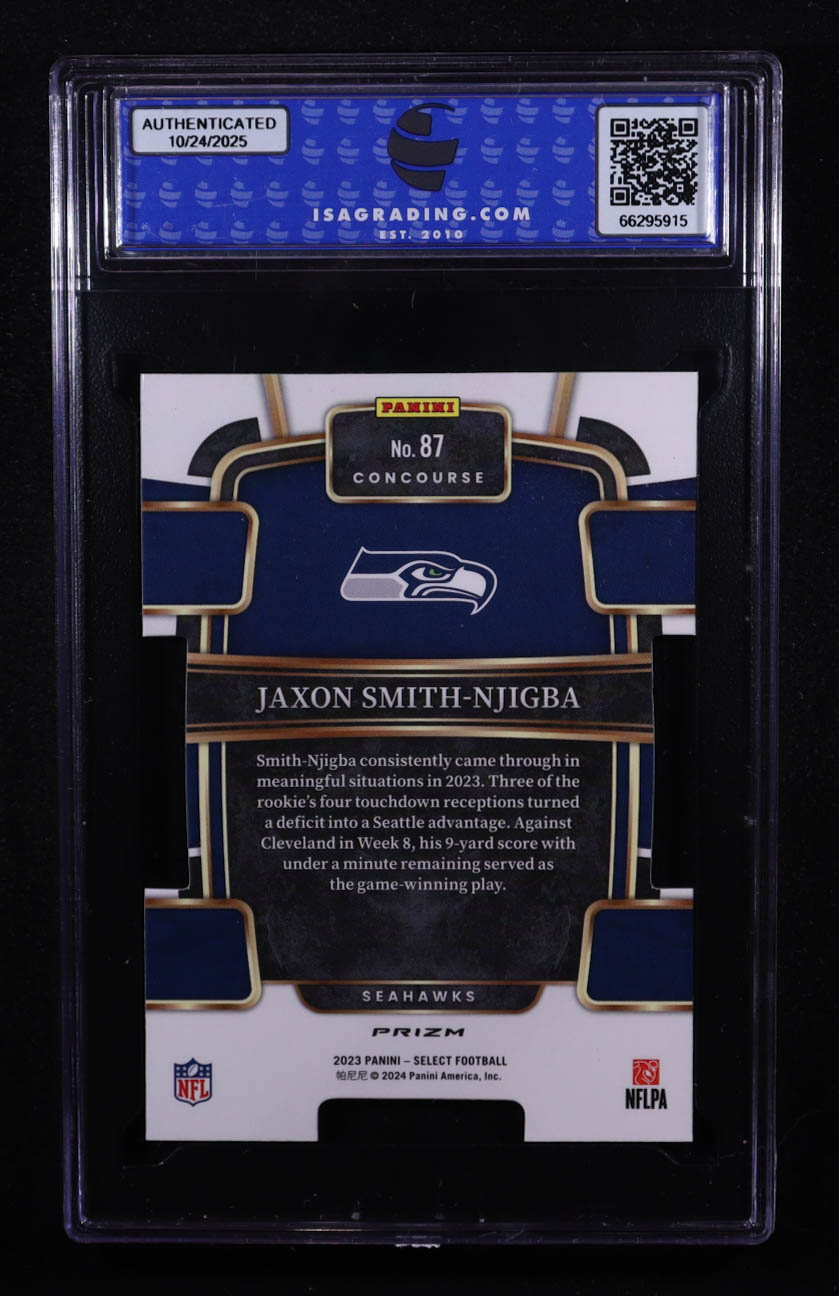 AUTHENTICATED
10/24/2025
ISAGRADING.COM
EST. 2010
66295915
PANINI
No. 87
CONCOURSE
JAXON SMITH-NJIGBA
Smith-Njigba consistently came through in
meaningful situations in 2023. Three of the
rookie's four touchdown receptions turned
a deficit into a Seattle advantage. Against
Cleveland in Week 8, his 9-yard score with
under a minute remaining served as
the game-winning play.
SEAHAWKS
PRIZM
2023 PANINI – SELECT FOOTBALL
帕尼尼 © 2024 Panini America, Inc.
NFL
NFLPA